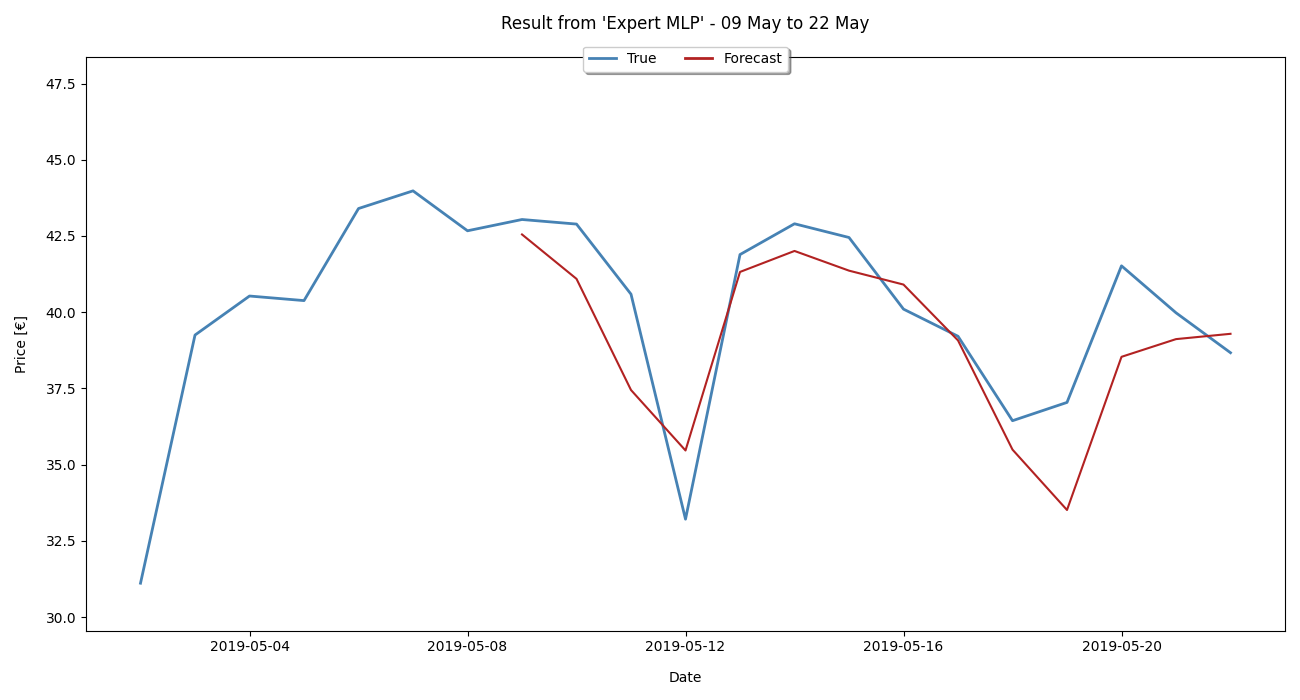 Result from 'Expert MLP' - 09 May to 22 May
True Forecast
47.5
45.0
42.5
40.0
37.5
35.0
32.5
30.0
Price [€]
2019-05-04 2019-05-08 2019-05-12 2019-05-16 2019-05-20
Date